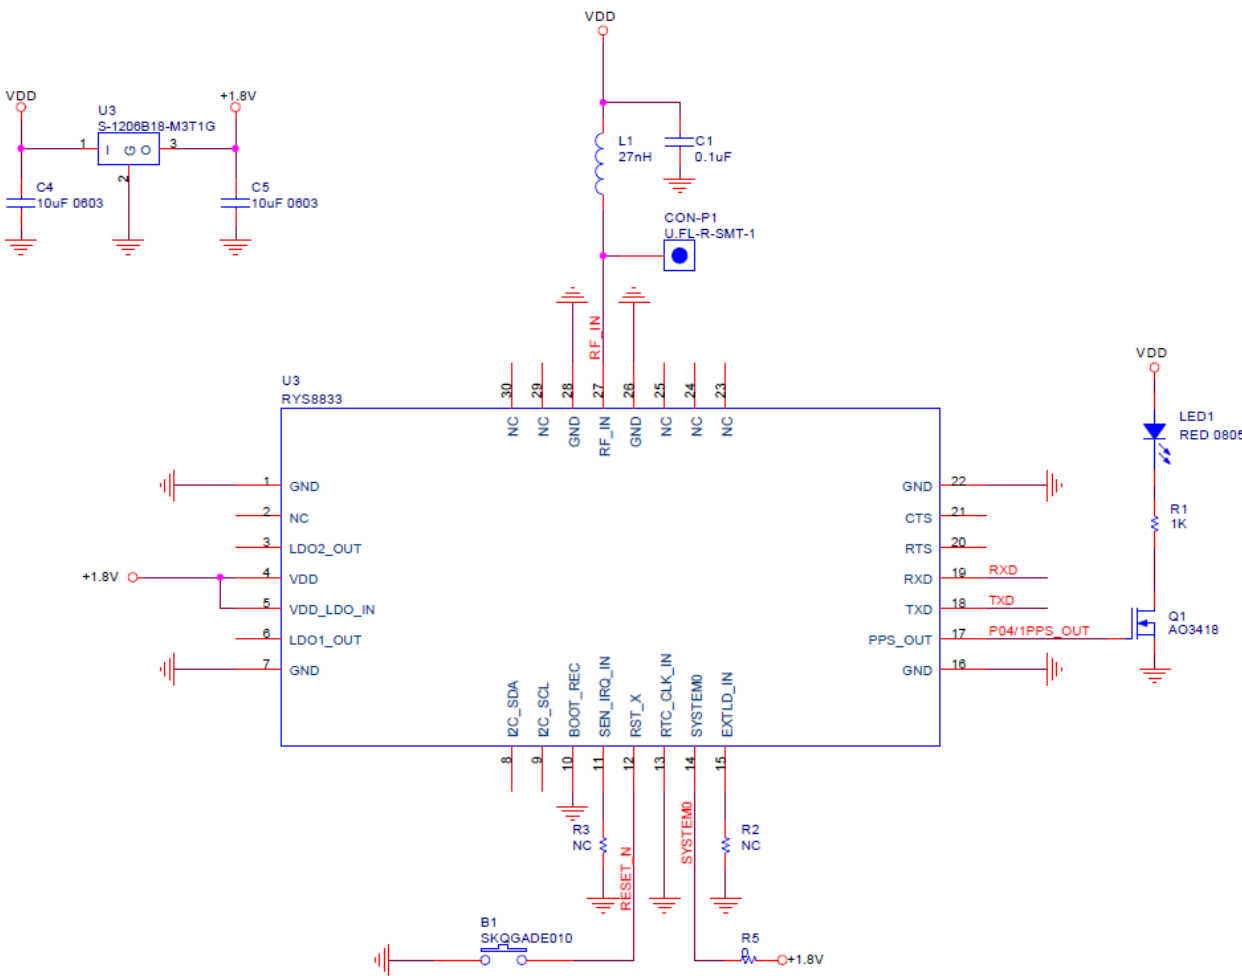 VDD
VDD
+1.8V
U3
S-1206B18-M3T1G
1
I
G
O
3
2
C4
10uF 0603
C5
10uF 0603
L1
27nH
C1
0.1uF
CON-P1
U.FL-R-SMT-1
RF_IN
U3
RYS8833
30
29
28
27
26
25
24
23
NC
NC
GND
RF_IN
GND
NC
NC
NC
1
GND
2
NC
3
LDO2_OUT
+1.8V
4
VDD
5
VDD_LDO_IN
6
LDO1_OUT
7
GND
GND
22
CTS
21
RTS
20
RXD
19
RXD
TXD
18
TXD
PPS_OUT
17
P04/1PPS_OUT
GND
16
VDD
LED1
RED 0805
R1
1K
Q1
AO3418
I2C_SDA
I2C_SCL
BOOT_REC
SEN_IRQ_IN
RST_X
RTC_CLK_IN
SYSTEM0
EXTLD_IN
8
9
10
11
12
13
14
15
R3
NC
RESET_N
SYSTEM0
R2
NC
B1
SKQGADE010
R5
0
+1.8V